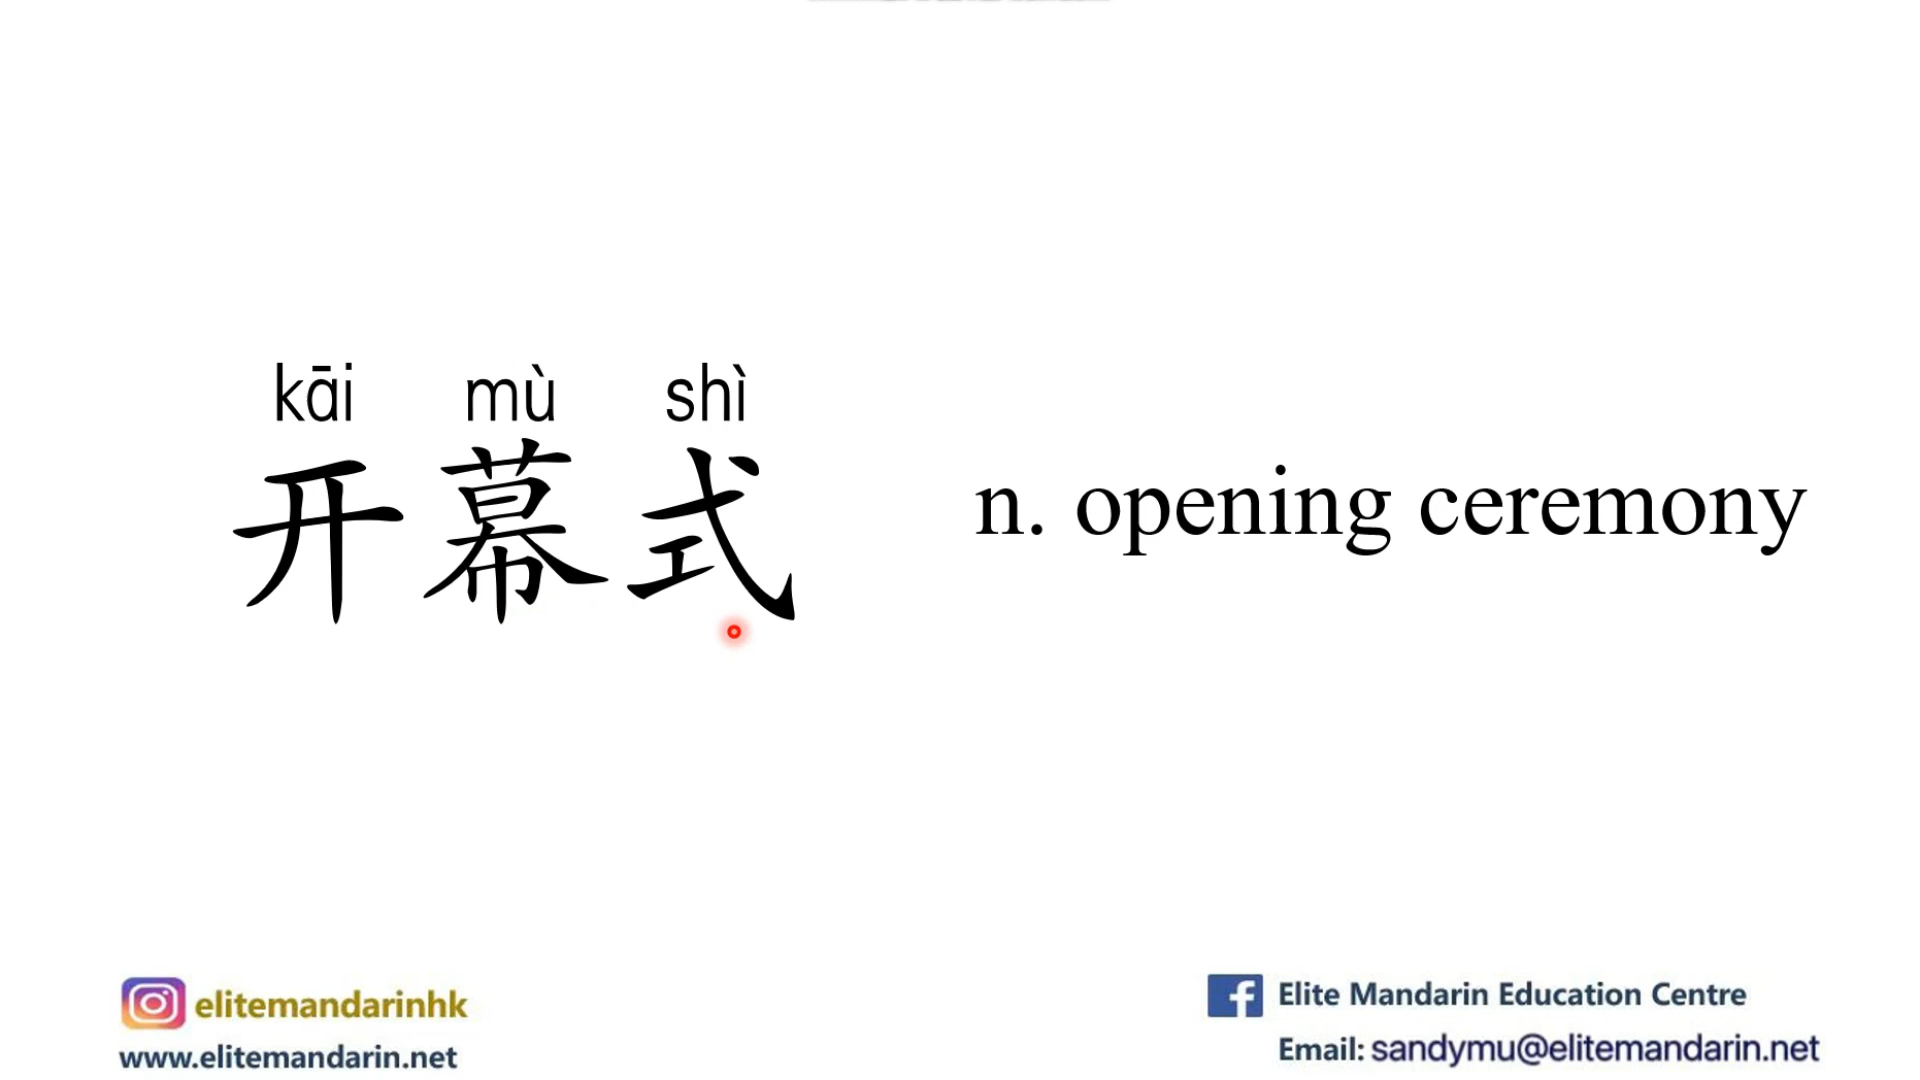 kāi mù shì
开幕式
n. opening ceremony
elitemandarinhk
www.elitemandarin.net
Elite Mandarin Education Centre
Email: sandymu@elitemandarin.net